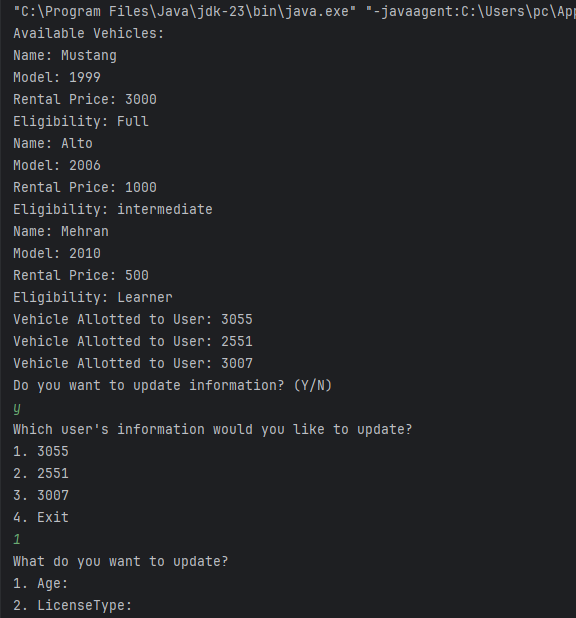 "C:\Program Files\Java\jdk-23\bin\java.exe" "-javaagent:C:\Users\pc\App
Available Vehicles:
Name: Mustang
Model: 1999
Rental Price: 3000
Eligibility: Full
Name: Alto
Model: 2006
Rental Price: 1000
Eligibility: intermediate
Name: Mehran
Model: 2010
Rental Price: 500
Eligibility: Learner
Vehicle Allotted to User: 3055
Vehicle Allotted to User: 2551
Vehicle Allotted to User: 3007
Do you want to update information? (Y/N)
y
Which user's information would you like to update?
1. 3055
2. 2551
3. 3007
4. Exit
1
What do you want to update?
1. Age:
2. LicenseType: